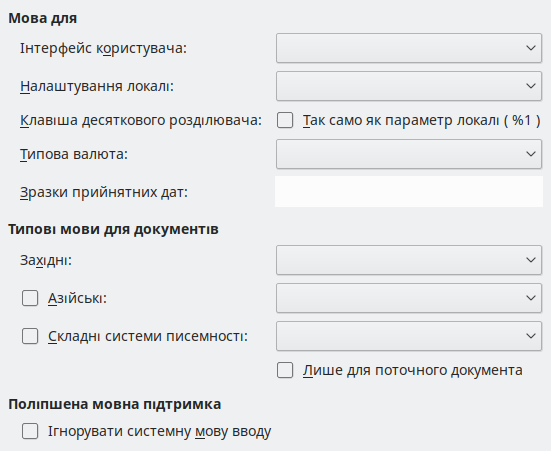 Мова для
Інтерфейс користувача:
Налаштування локалі:
Клавіша десяткового розділювача: Так само як параметр локалі ( %1 )
Типова валюта:
Зразки прийнятних дат:
Типові мови для документів
Західні:
Азійські:
Складні системи писемності:
Лише для поточного документа
Поліпшена мовна підтримка
Ігнорувати системну мову вводу